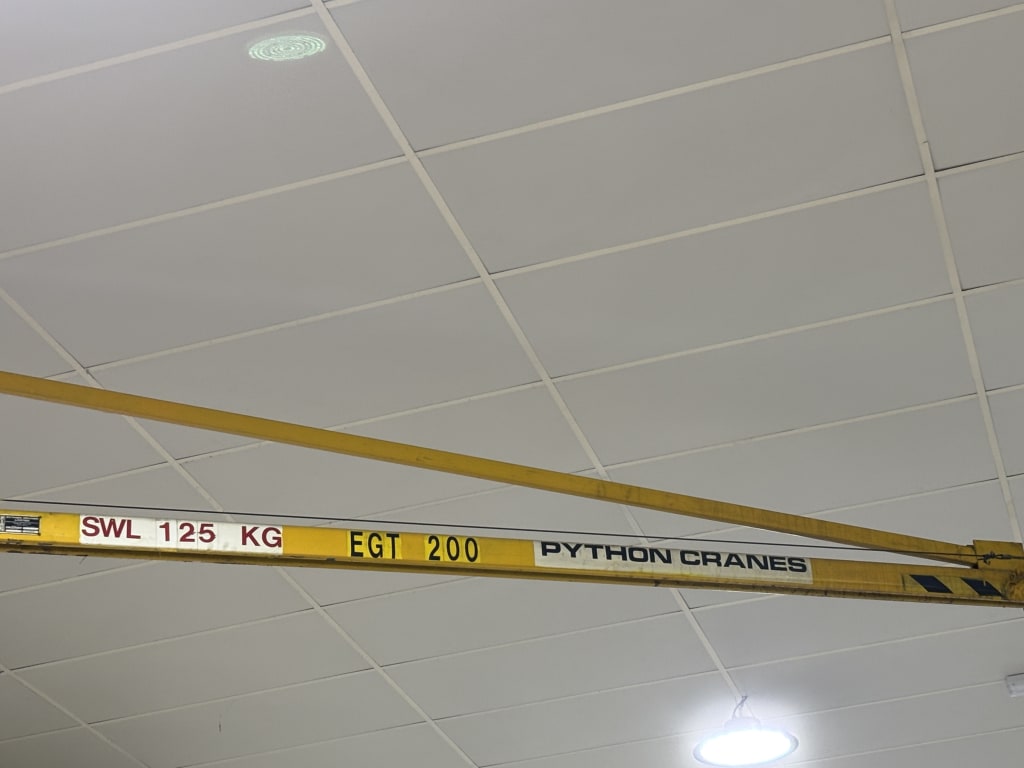 SWL 125 KG
EGT 200
PYTHON CRANES